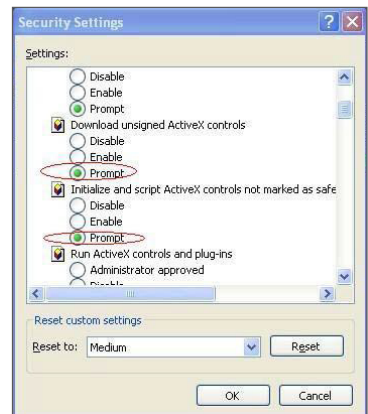 Security Settings
Settings:
Disable
Enable
Prompt
Download unsigned ActiveX controls
Disable
Enable
Prompt
Initialize and script ActiveX controls not marked as safe
Disable
Enable
Prompt
Run ActiveX controls and plug-ins
Administrator approved
Disable
Reset custom settings
Reset to: Medium Reset
OK Cancel